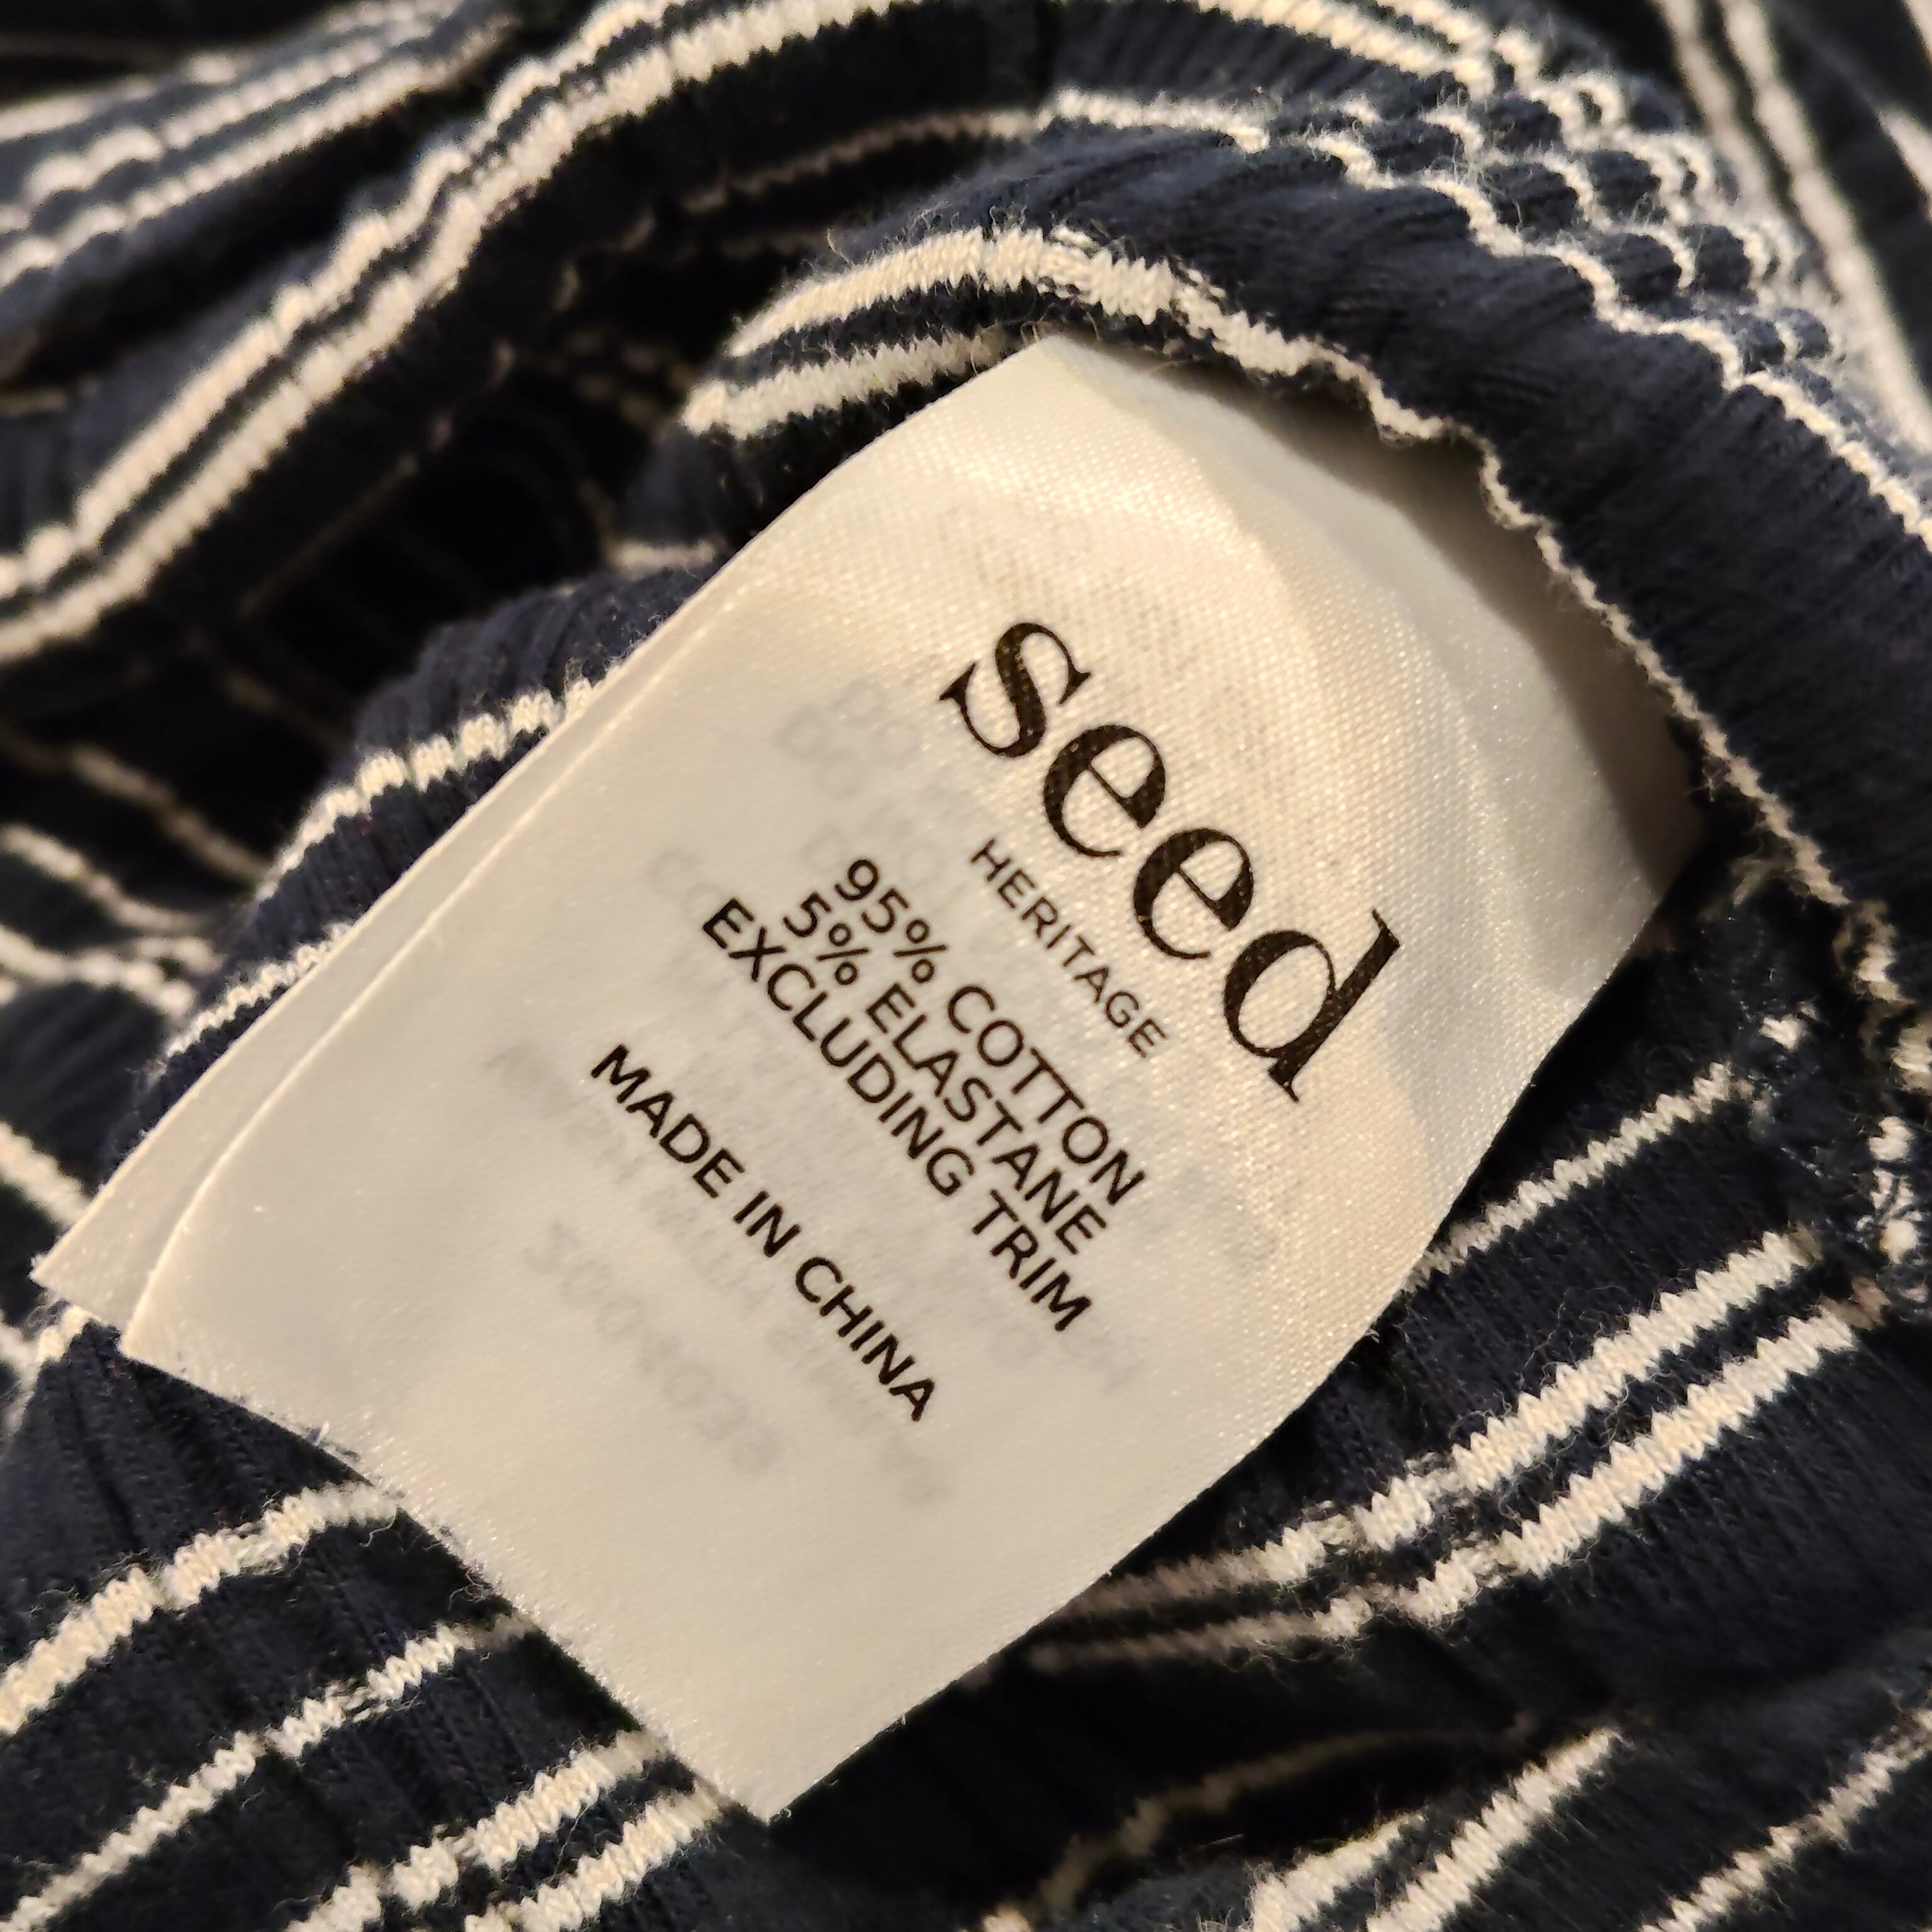 seed
HERITAGE
95% COTTON
5% ELASTANE
EXCLUDING TRIM
MADE IN CHINA